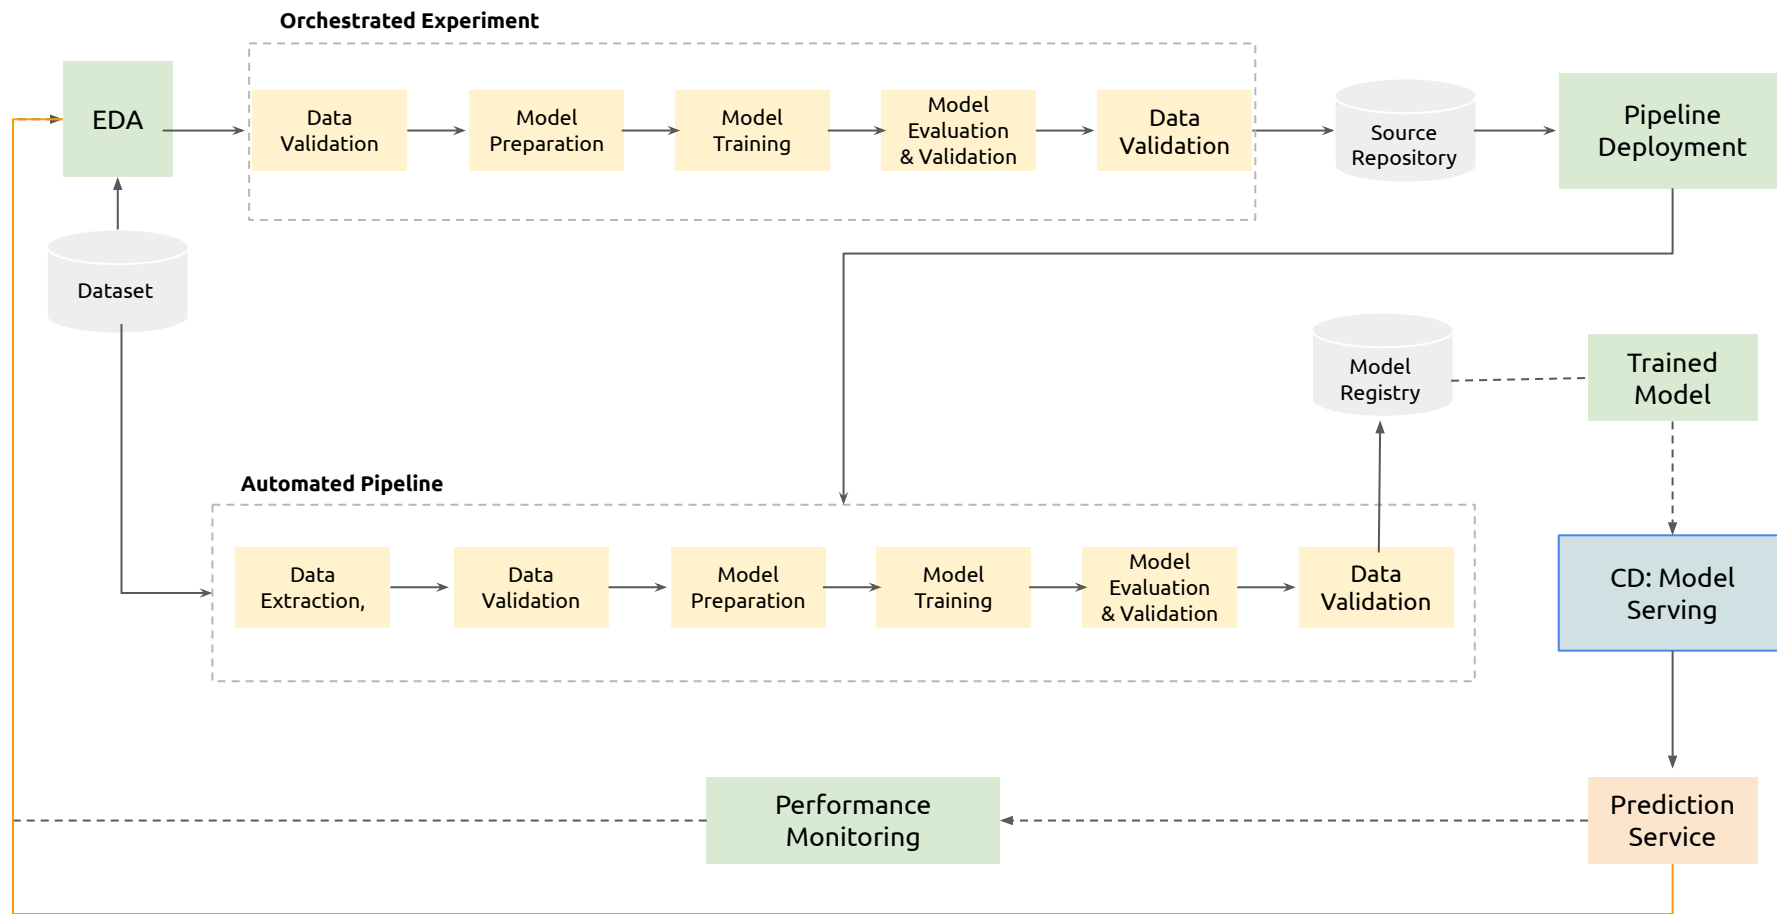 Orchestrated Experiment
EDA
Data
Validation
Model
Preparation
Model
Training
Model
Evaluation
& Validation
Data
Validation
Source
Repository
Pipeline
Deployment
Dataset
Model
Registry
Trained
Model
Automated Pipeline
Data
Extraction,
Data
Validation
Model
Preparation
Model
Training
Model
Evaluation
& Validation
Data
Validation
CD: Model
Serving
Performance
Monitoring
Prediction
Service